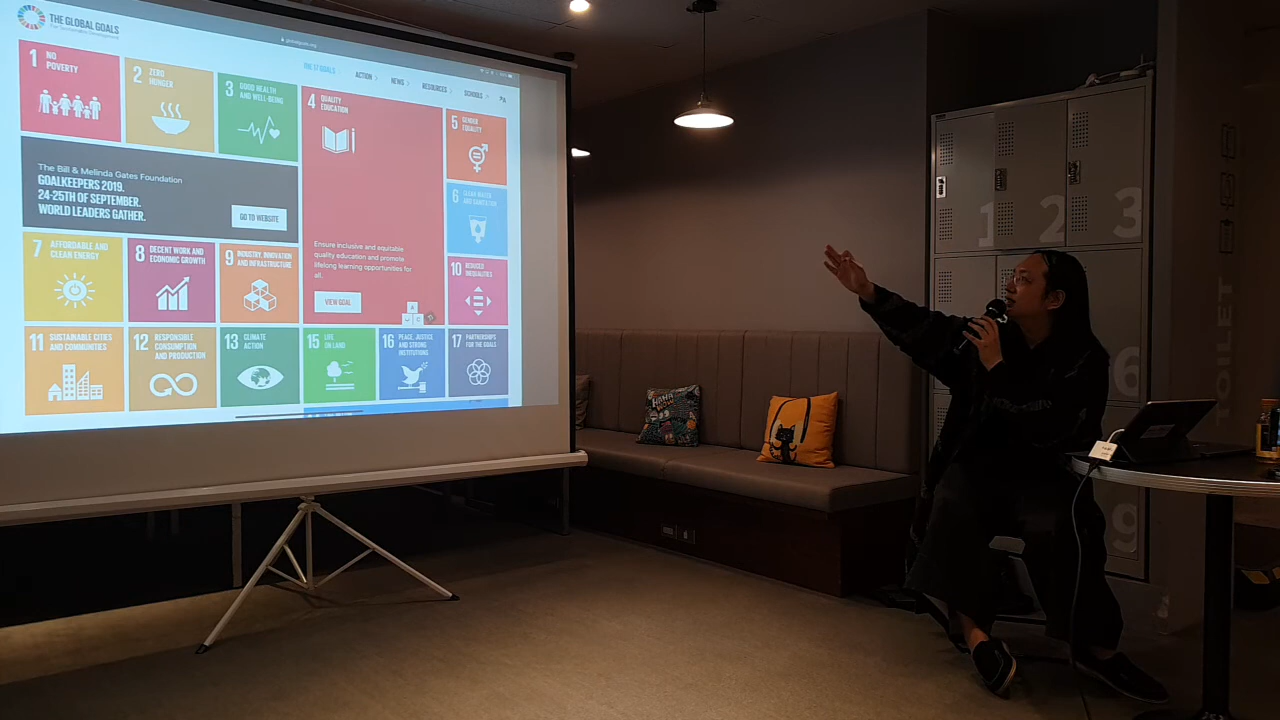 THE GLOBAL GOALS
For Sustainable Development
globalgoals.org
THE 17 GOALS
ACTION
NEWS
RESOURCES
SCHOOLS
1 NO
POVERTY
2 ZERO
HUNGER
3 GOOD HEALTH
AND WELL-BEING
4 QUALITY
EDUCATION
Ensure inclusive and equitable
quality education and promote
lifelong learning opportunities for
all.
VIEW GOAL
5 GENDER
EQUALITY
The Bill & Melinda Gates Foundation
GOALKEEPERS 2019.
24-25TH OF SEPTEMBER.
WORLD LEADERS GATHER.
GO TO WEBSITE
6 CLEAN WATER
AND SANITATION
7 AFFORDABLE AND
CLEAN ENERGY
8 DECENT WORK AND
ECONOMIC GROWTH
9 INDUSTRY, INNOVATION
AND INFRASTRUCTURE
10 REDUCED
INEQUALITIES
11 SUSTAINABLE CITIES
AND COMMUNITIES
12 RESPONSIBLE
CONSUMPTION
AND PRODUCTION
13 CLIMATE
ACTION
15 LIFE
ON LAND
16 PEACE, JUSTICE
AND STRONG
INSTITUTIONS
17 PARTNERSHIPS
FOR THE GOALS
HAHA
1
2
3
6
9
TOILET